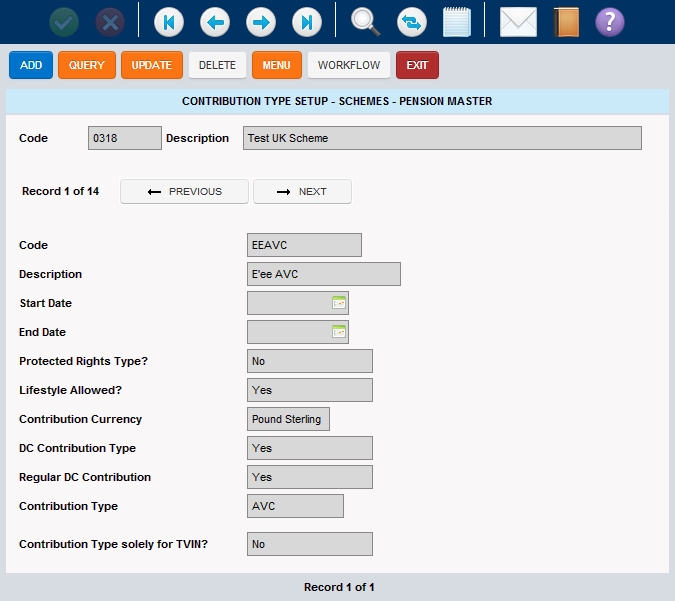 ?
ADD QUERY UPDATE DELETE MENU WORKFLOW EXIT
CONTRIBUTION TYPE SETUP - SCHEMES - PENSION MASTER
Code 0318 Description Test UK Scheme
Record 1 of 14 PREVIOUS NEXT
Code EEAVC
Description E'ee AVC
Start Date
End Date
Protected Rights Type? No
Lifestyle Allowed? Yes
Contribution Currency Pound Sterling
DC Contribution Type Yes
Regular DC Contribution Yes
Contribution Type AVC
Contribution Type solely for TVIN? No
Record 1 of 1